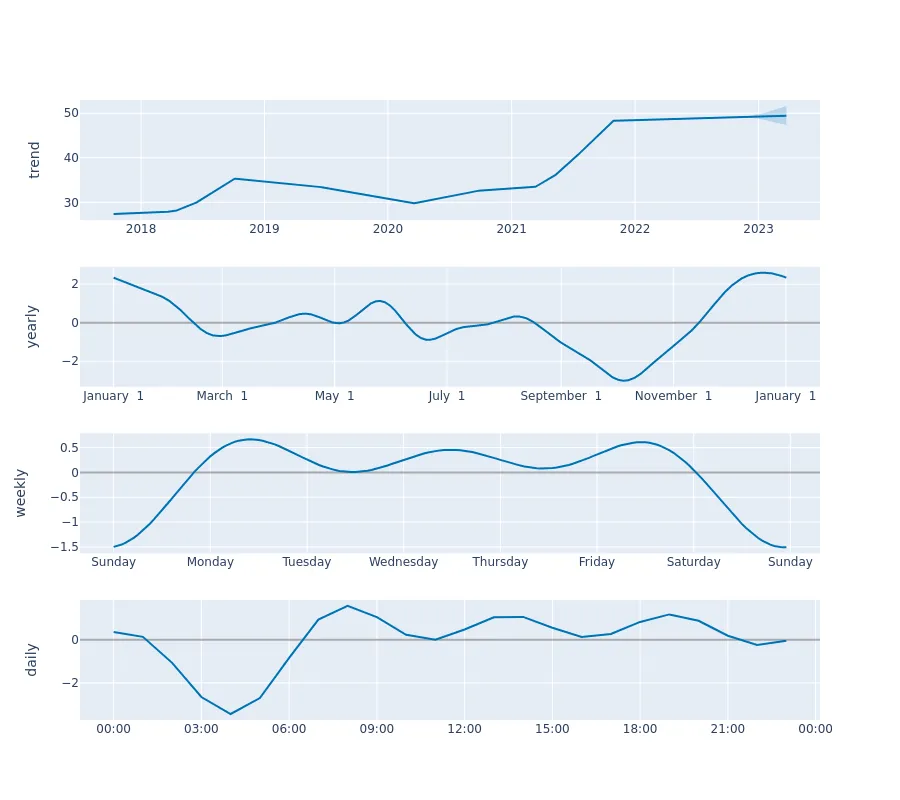 trend
50
40
30
2018 2019 2020 2021 2022 2023
yearly
2
0
−2
January 1 March 1 May 1 July 1 September 1 November 1 January 1
weekly
0.5
0
−0.5
−1
−1.5
Sunday Monday Tuesday Wednesday Thursday Friday Saturday Sunday
daily
0
−2
00:00 03:00 06:00 09:00 12:00 15:00 18:00 21:00 00:00